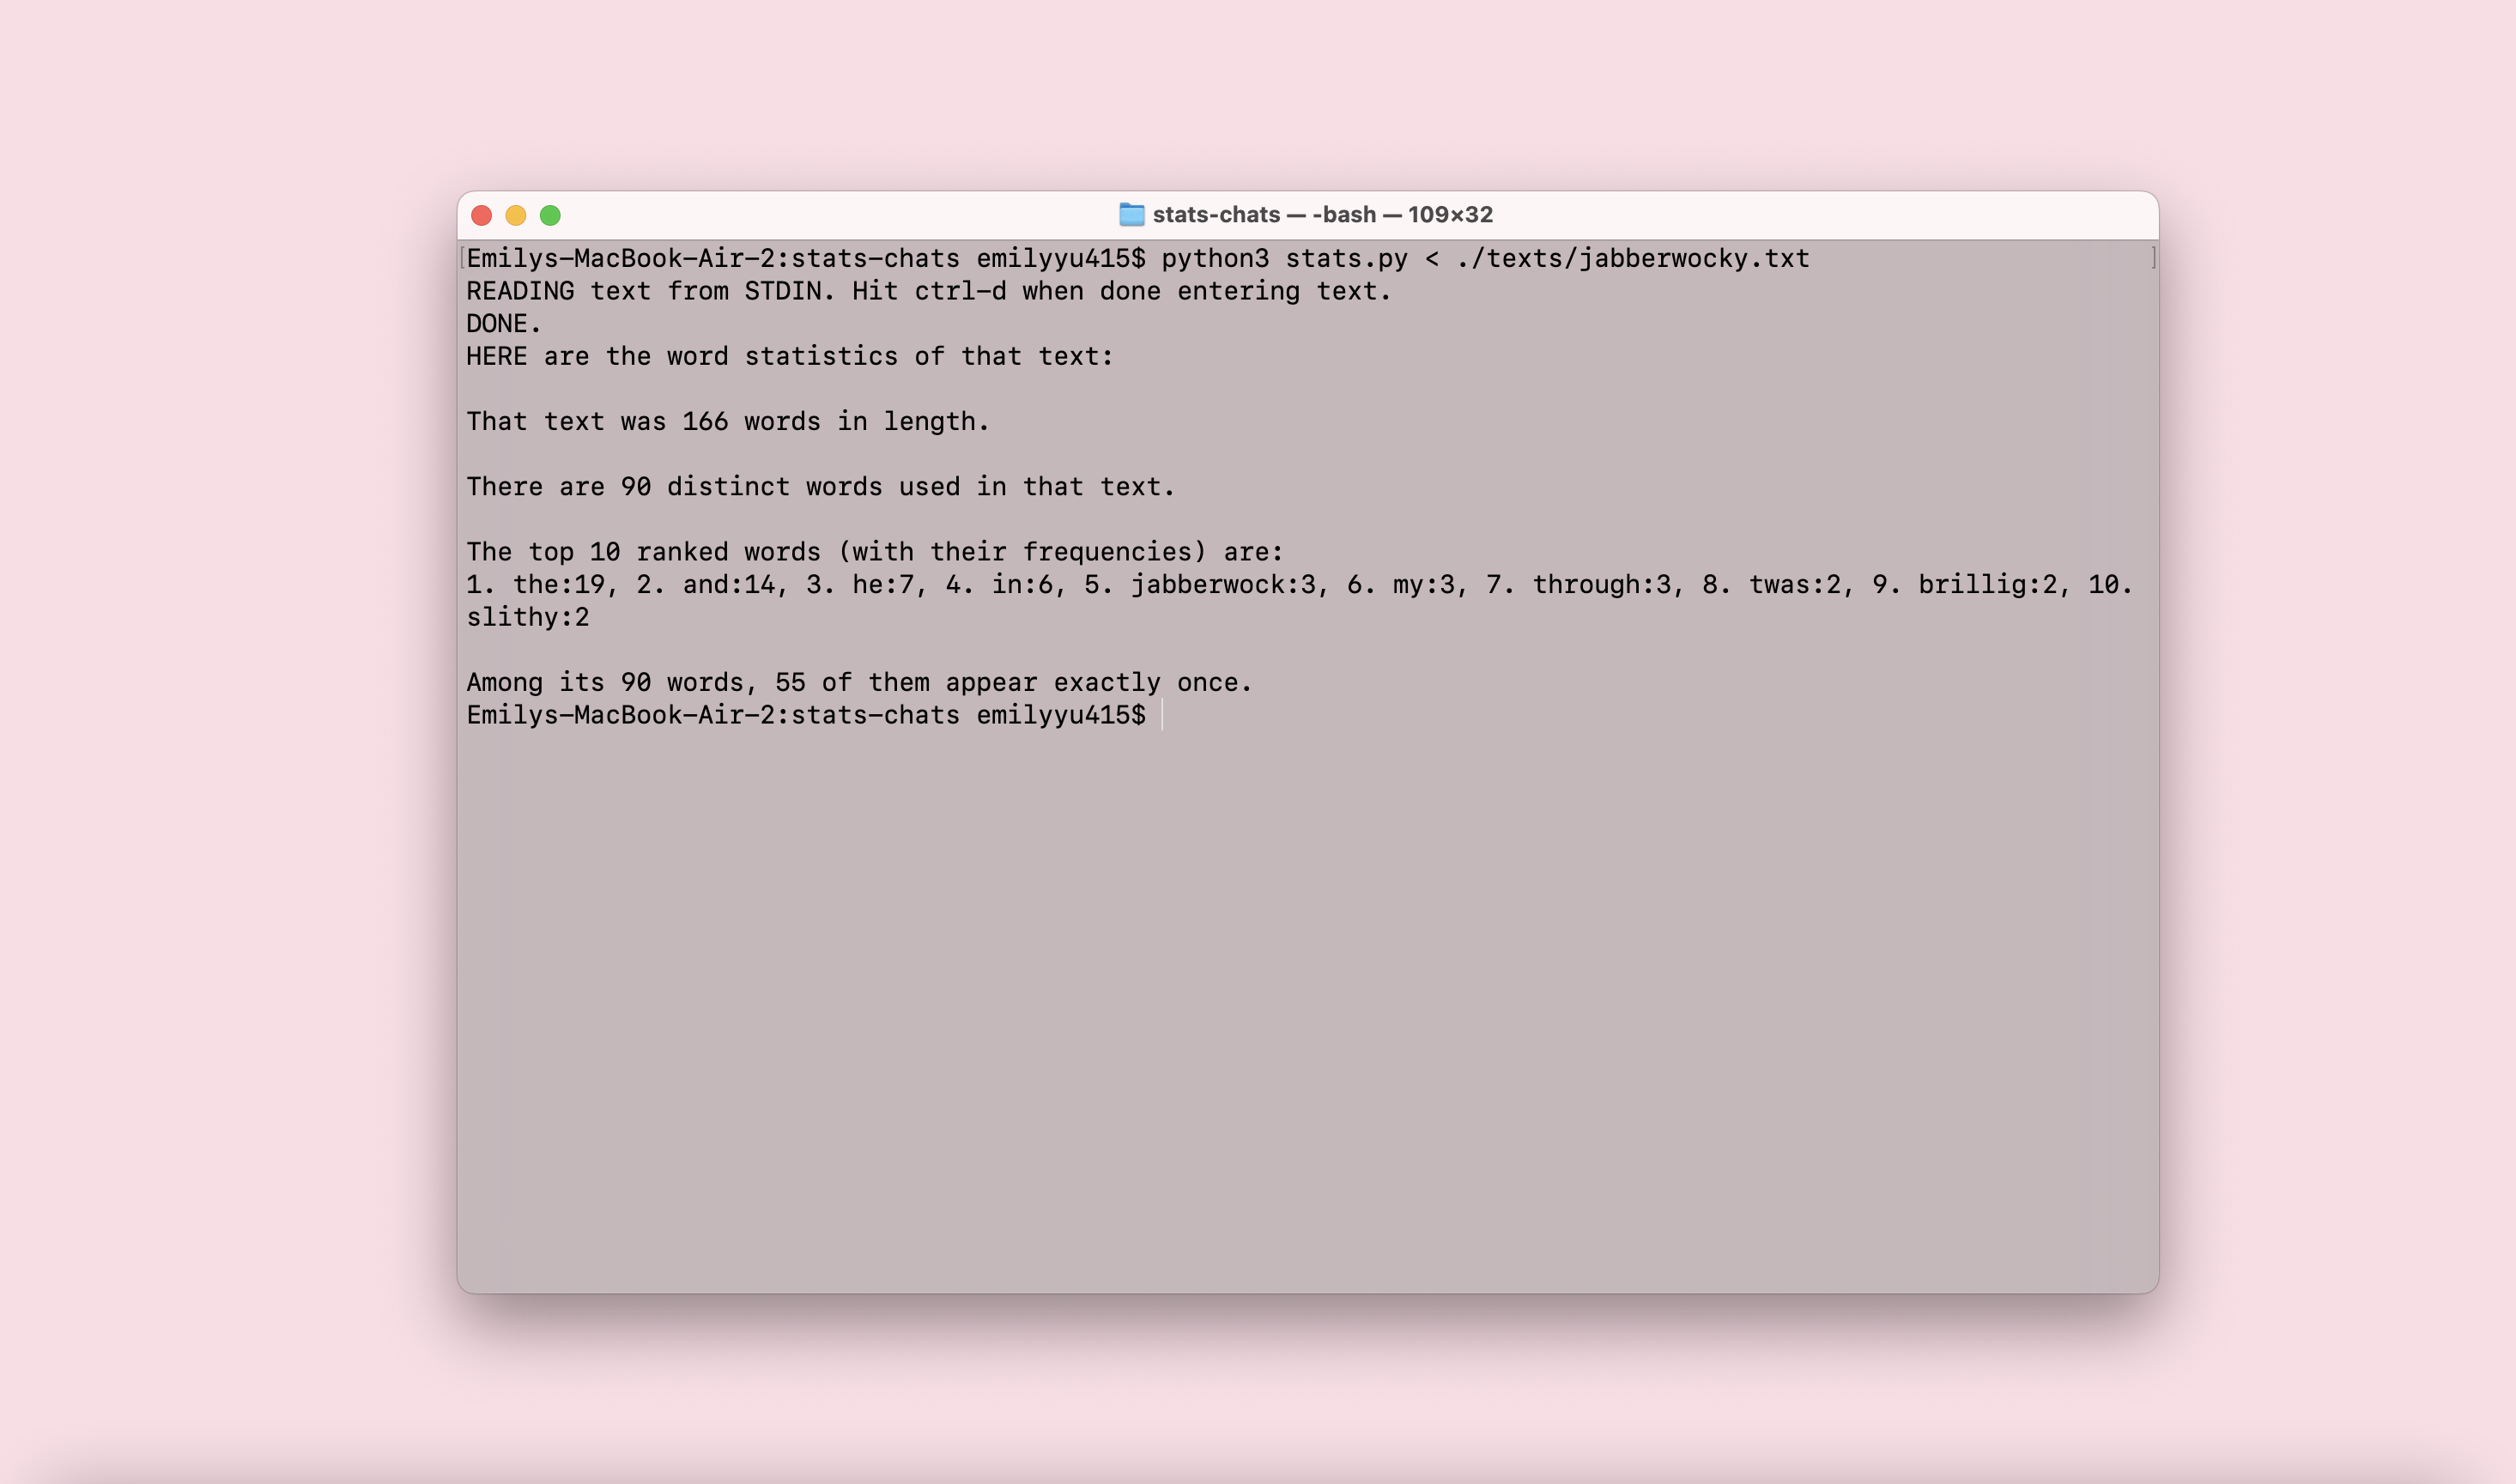 stats-chats — -bash — 109×32
[Emilys-MacBook-Air-2:stats-chats emilyyu415$ python3 stats.py < ./texts/jabberwocky.txt ]
READING text from STDIN. Hit ctrl-d when done entering text.
DONE.
HERE are the word statistics of that text:
That text was 166 words in length.
There are 90 distinct words used in that text.
The top 10 ranked words (with their frequencies) are:
1. the:19, 2. and:14, 3. he:7, 4. in:6, 5. jabberwock:3, 6. my:3, 7. through:3, 8. twas:2, 9. brillig:2, 10.
slithy:2
Among its 90 words, 55 of them appear exactly once.
Emilys-MacBook-Air-2:stats-chats emilyyu415$